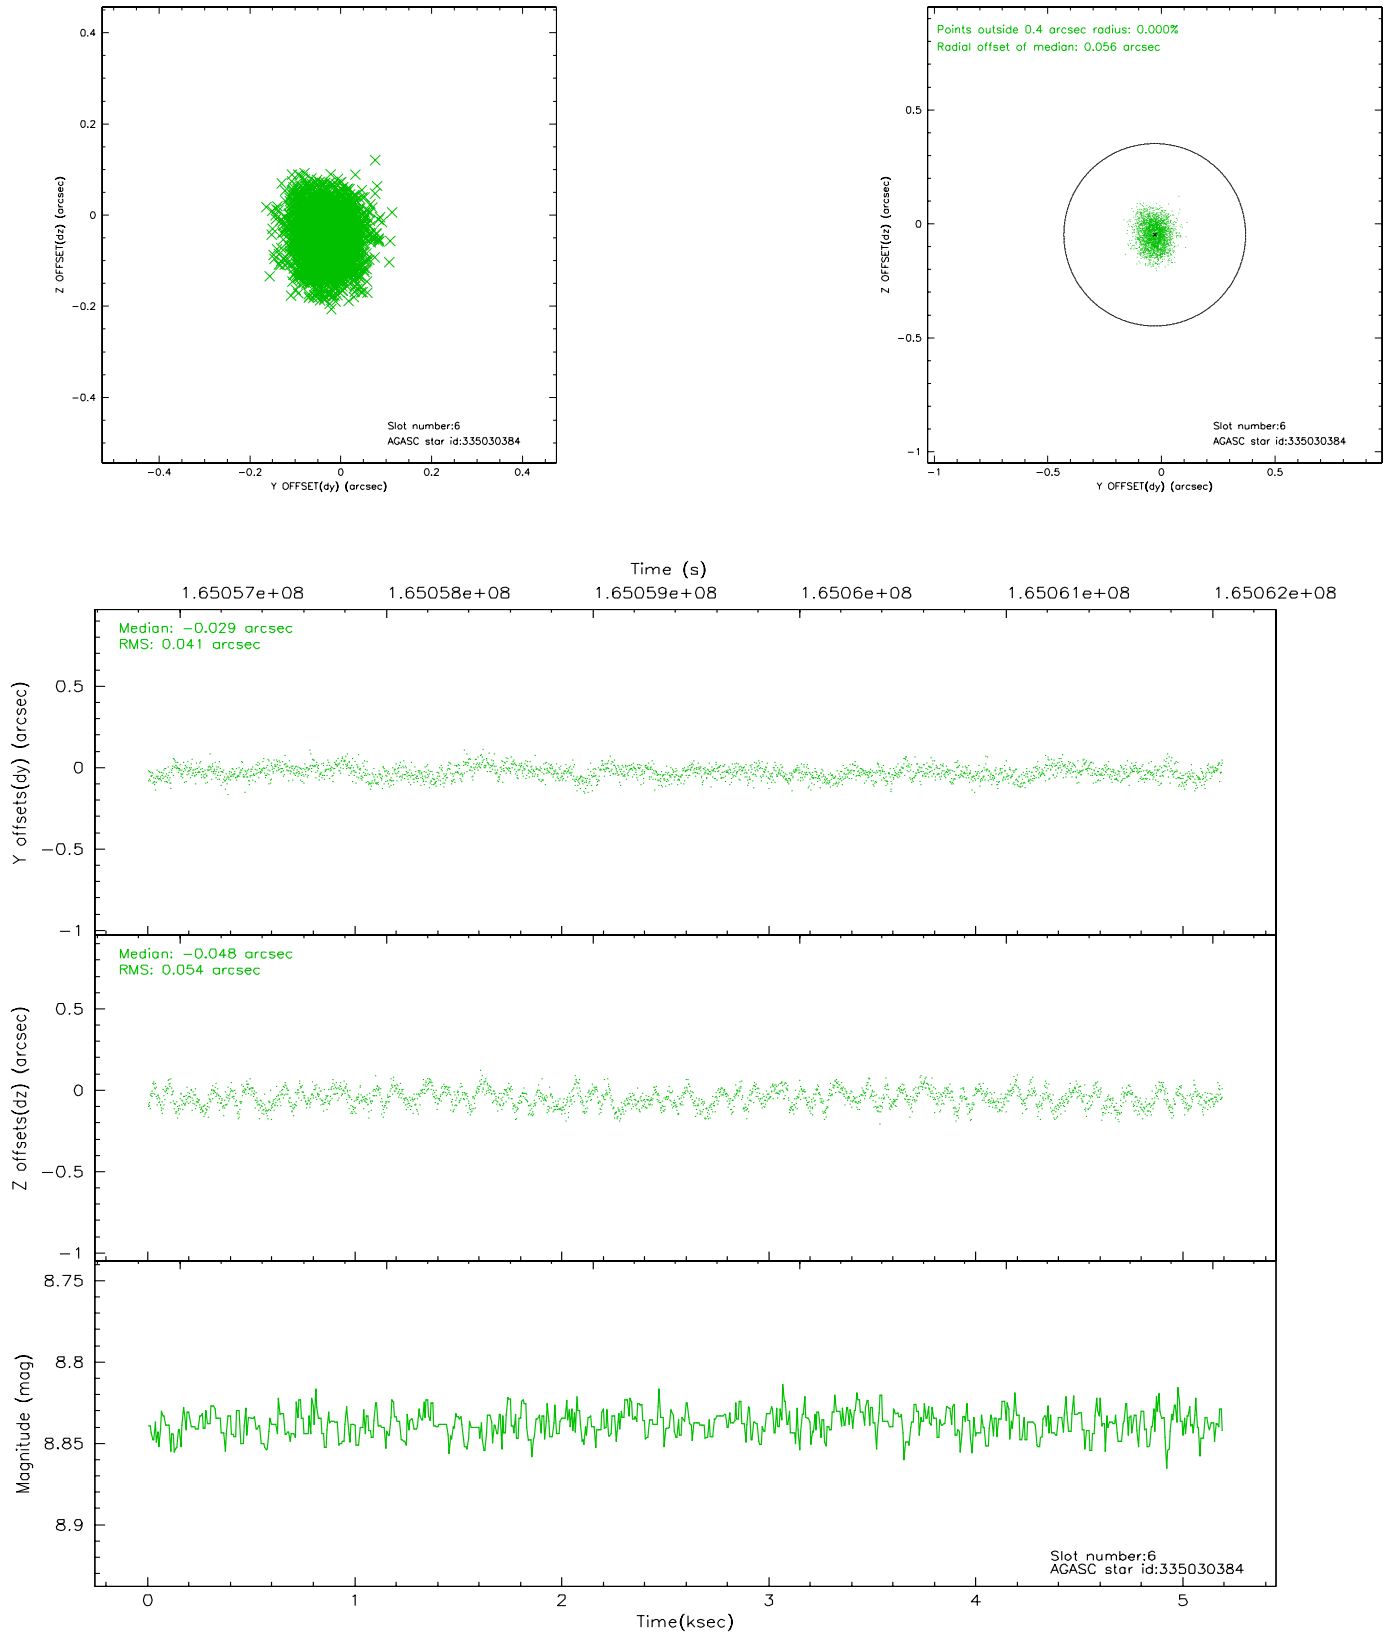 0.4
0.2
0
−0.2
−0.4
Z OFFSET(dz) (arcsec)
Slot number:6
AGASC star id:335030384
−0.4 −0.2 0 0.2 0.4
Y OFFSET(dy) (arcsec)
Points outside 0.4 arcsec radius: 0.000%
Radial offset of median: 0.056 arcsec
0.5
0
−0.5
−1
Z OFFSET(dz) (arcsec)
Slot number:6
AGASC star id:335030384
−1 −0.5 0 0.5
Y OFFSET(dy) (arcsec)
Time (s)
1.65057e+08 1.65058e+08 1.65059e+08 1.6506e+08 1.65061e+08 1.65062e+08
Median: −0.029 arcsec
RMS: 0.041 arcsec
0.5
0
−0.5
−1
Y offsets(dy) (arcsec)
Median: −0.048 arcsec
RMS: 0.054 arcsec
0.5
0
−0.5
−1
Z offsets(dz) (arcsec)
8.75
8.8
8.85
8.9
Magnitude (mag)
Slot number:6
AGASC star id:335030384
0 1 2 3 4 5
Time(ksec)